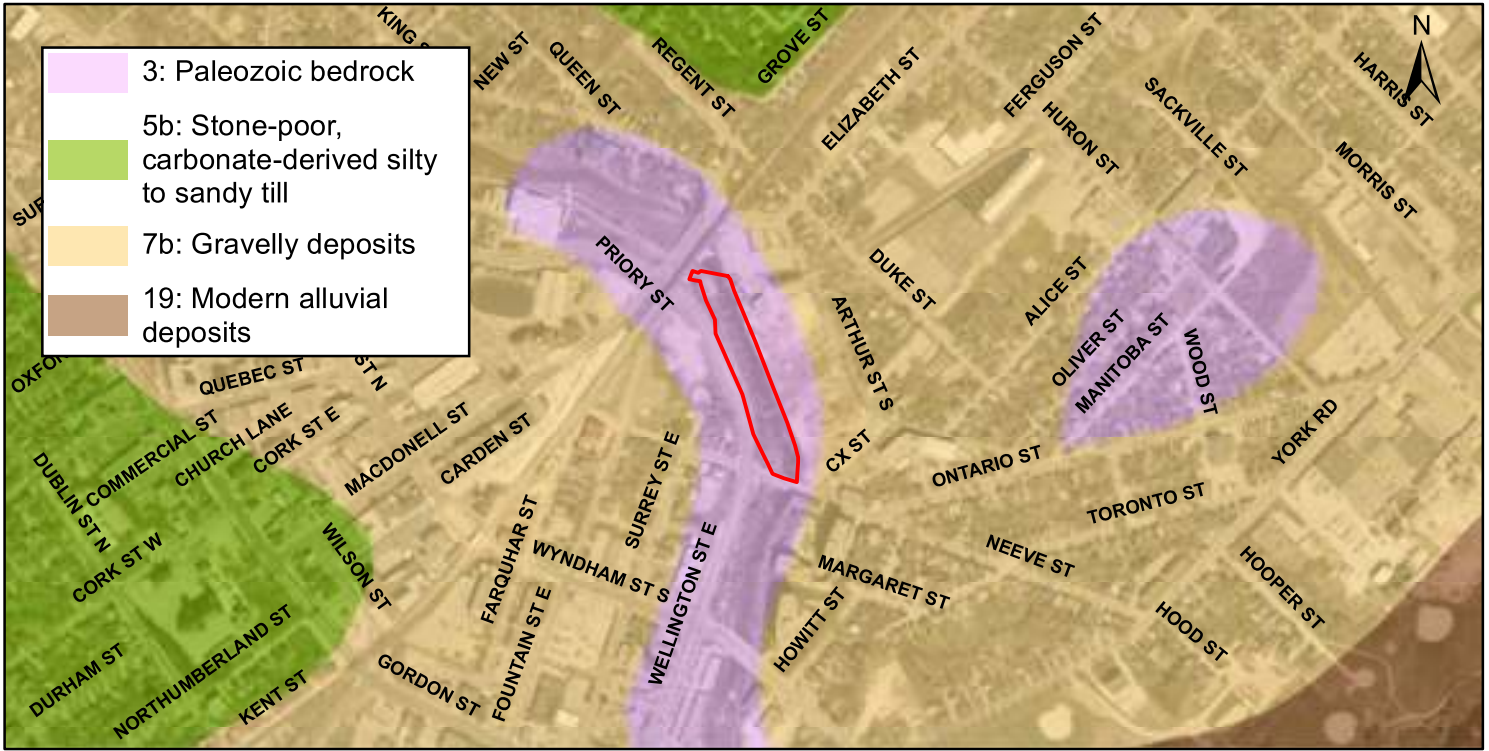 KING S
NEW ST
QUEEN ST
REGENT ST
GROVE ST
ELIZABETH ST
FERGUSON ST
HURON ST
SACKVILLE ST
HARRIS ST
MORRIS ST
N
3: Paleozoic bedrock
5b: Stone-poor,
carbonate-derived silty
to sandy till
7b: Gravelly deposits
19: Modern alluvial
deposits
PRIORY ST
DUKE ST
ARTHUR ST S
ALICE ST
OLIVER ST
MANITOBA ST
WOOD ST
YORK RD
QUEBEC ST
ST N
COMMERCIAL ST
CHURCH LANE
CORK ST E
MACDONELL ST
CARDEN ST
SURREY ST E
CX ST
ONTARIO ST
TORONTO ST
DUBLIN ST N
CORK ST W
WILSON ST
FARQUHAR ST
WYNDHAM ST S
WELLINGTON ST E
MARGARET ST
NEEVE ST
HOOPER ST
HOOD ST
HOWITT ST
FOUNTAIN ST E
GORDON ST
DURHAM ST
NORTHUMBERLAND ST
KENT ST